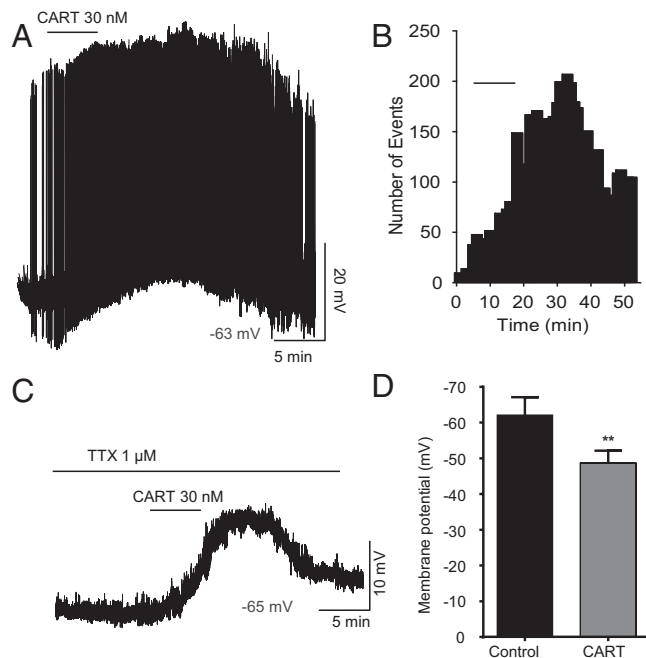 A
CART 30 nM
-63 mV
20 mV
5 min
B
Number of Events
250
200
150
100
50
0
0 10 20 30 40 50
Time (min)
C
TTX 1 µM
CART 30 nM
-65 mV
10 mV
5 min
D
Membrane potential (mV)
-70
-60
-50
-40
-30
-20
-10
0
**
Control CART